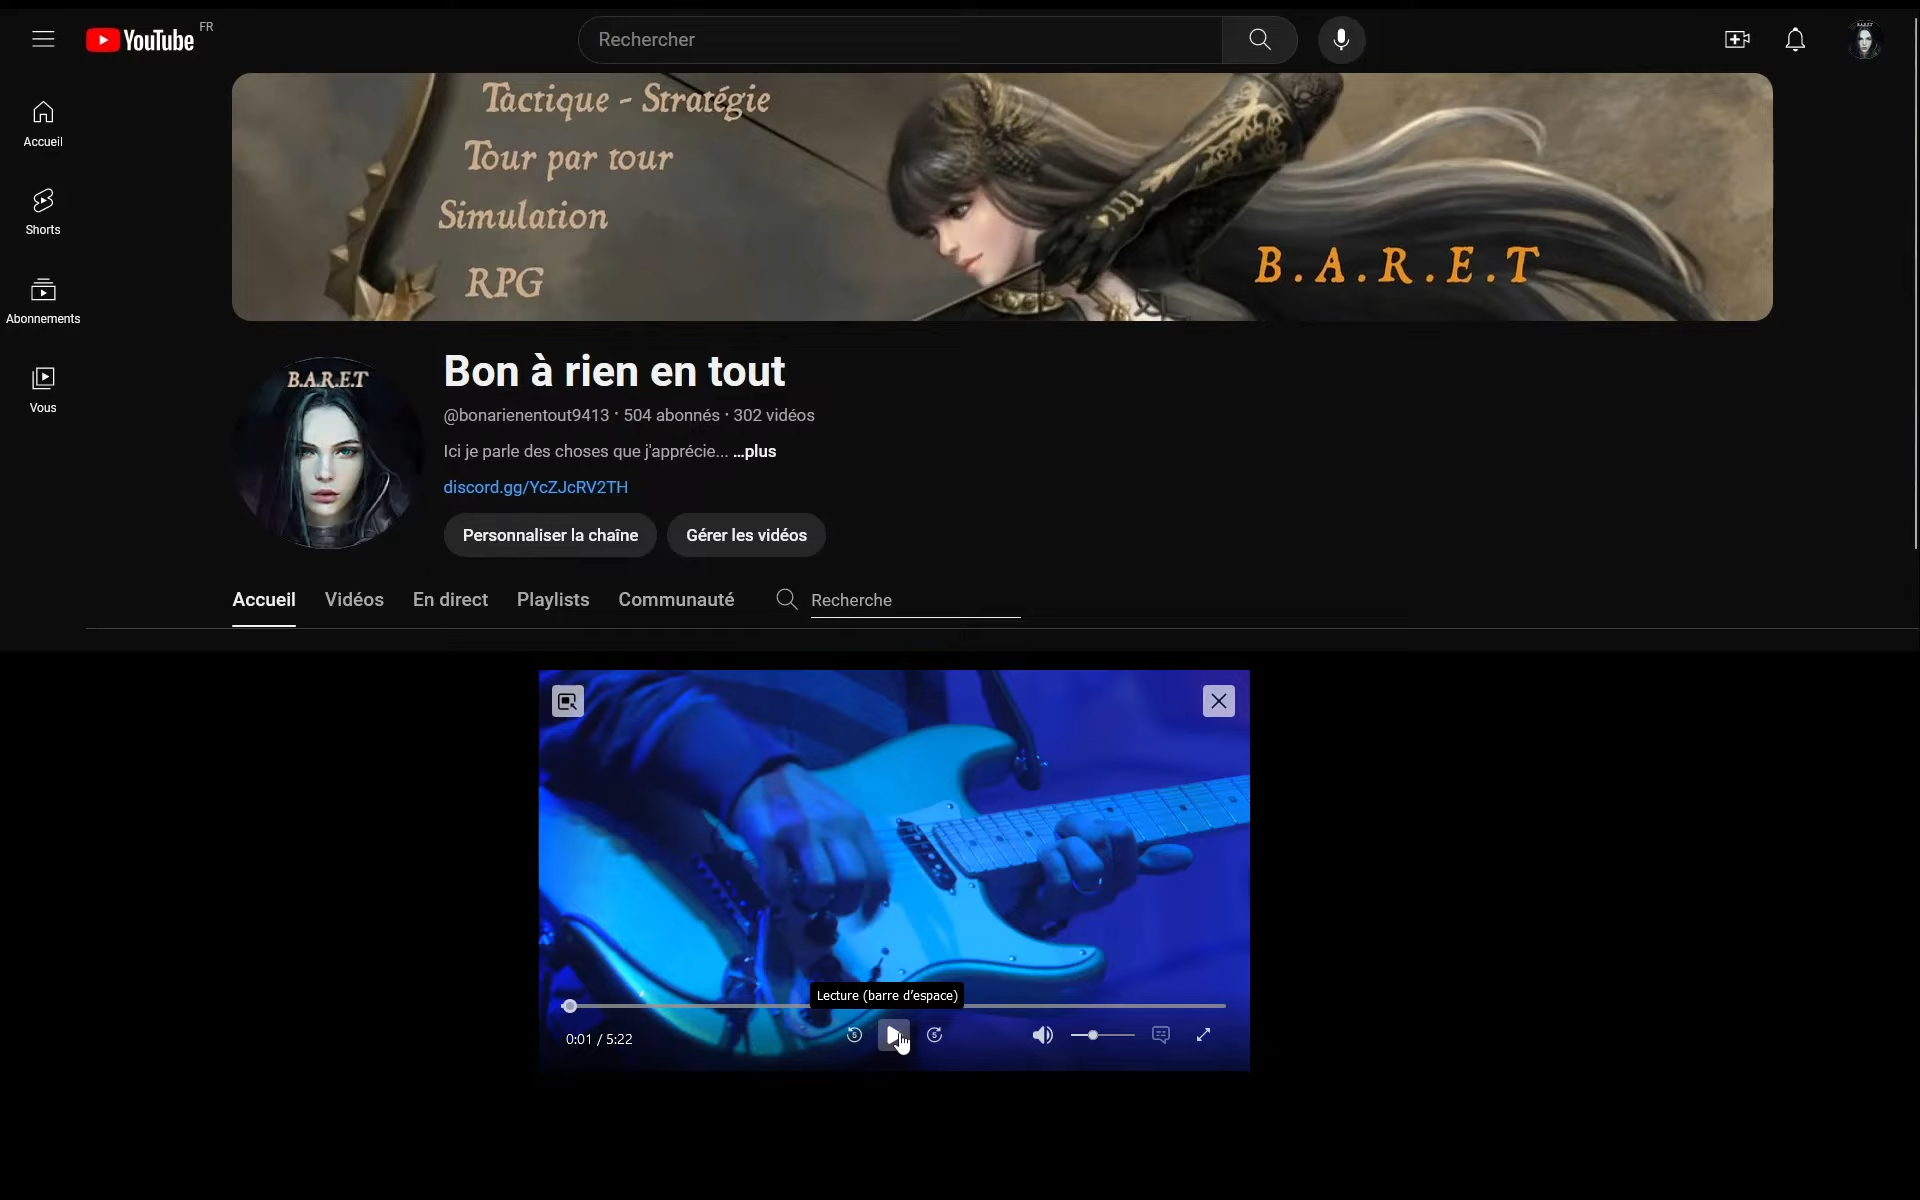 YouTube FR
Rechercher
Accueil
Shorts
Abonnements
Vous
Tactique - Stratégie
Tour par tour
Simulation
RPG
B.A.R.E.T
B.A.R.E.T
Bon à rien en tout
@bonarienentout9413 · 504 abonnés · 302 vidéos
Ici je parle des choses que j'apprécie... ...plus
discord.gg/YcZJcRV2TH
Personnaliser la chaîne Gérer les vidéos
Accueil Vidéos En direct Playlists Communauté Recherche
Lecture (barre d'espace)
0:01 / 5:22
5 5